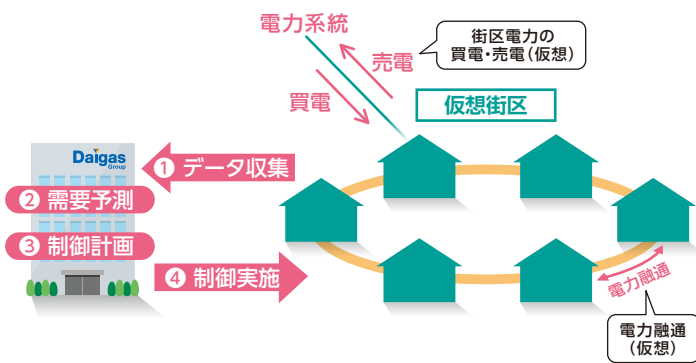 電力系統
売電
買電
街区電力の
買電・売電(仮想)
仮想街区
Daigas
Group
① データ収集
② 需要予測
③ 制御計画
④ 制御実施
電力融通
電力融通
(仮想)